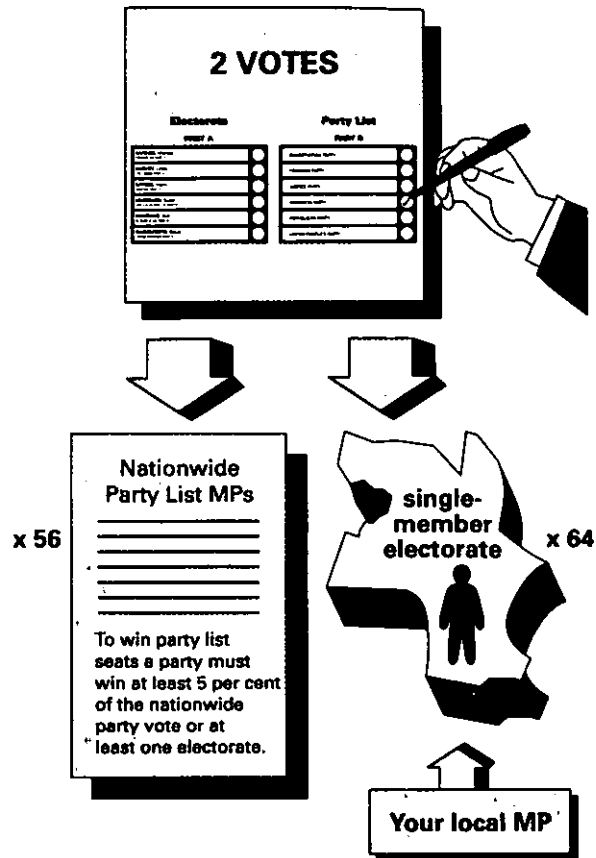 2 VOTES
Electorate
PART A
Party List
PART B
Nationwide
Party List MPs
x 56
To win party list
seats a party must
win at least 5 per cent
of the nationwide
party vote or at
least one electorate.
single-
member
electorate
x 64
Your local MP